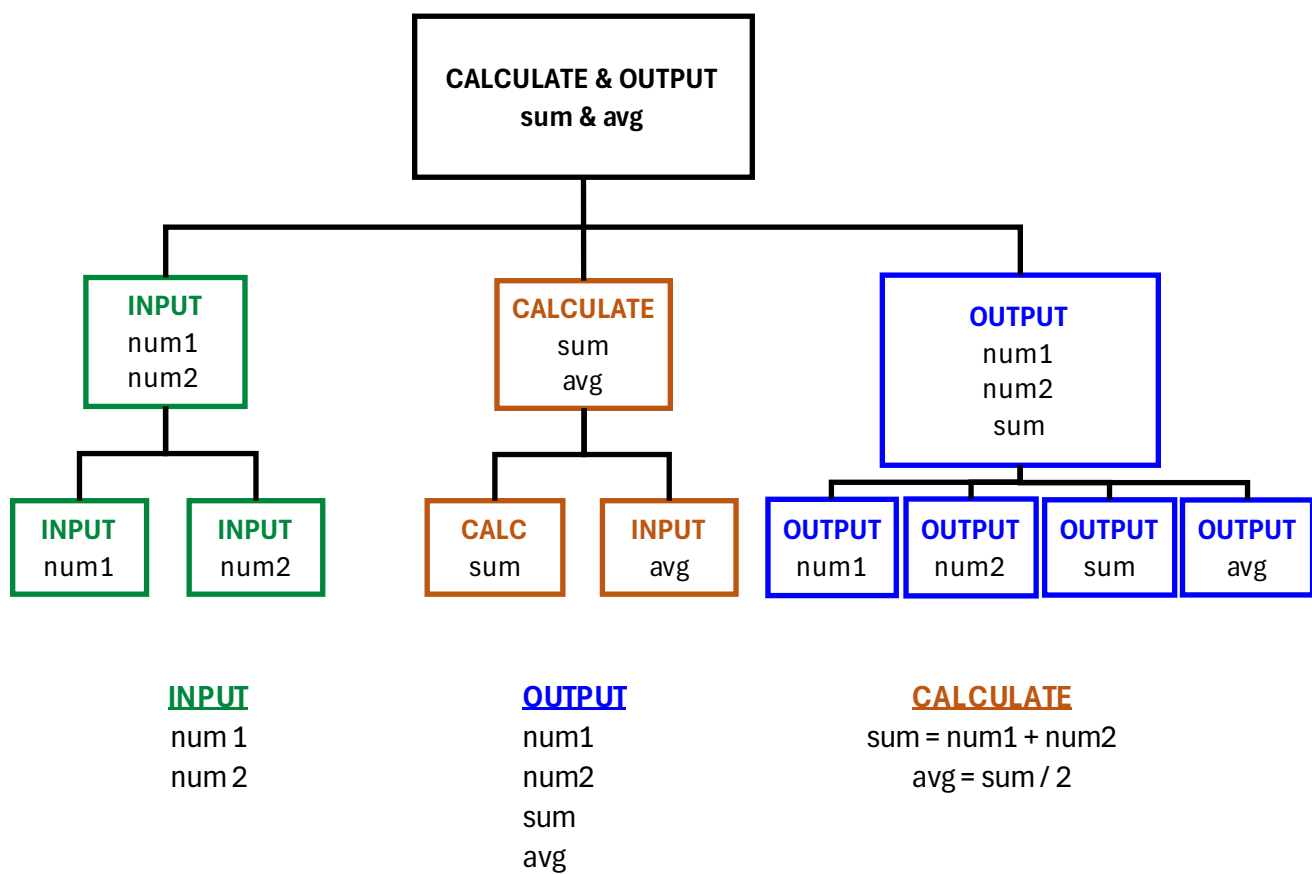 CALCULATE & OUTPUT
sum & avg
INPUT
num1
num2
CALCULATE
sum
avg
OUTPUT
num1
num2
sum
INPUT
num1
INPUT
num2
CALC
sum
INPUT
avg
OUTPUT
num1
OUTPUT
num2
OUTPUT
sum
OUTPUT
avg
INPUT
num 1
num 2
OUTPUT
num1
num2
sum
avg
CALCULATE
sum = num1 + num2
avg = sum / 2